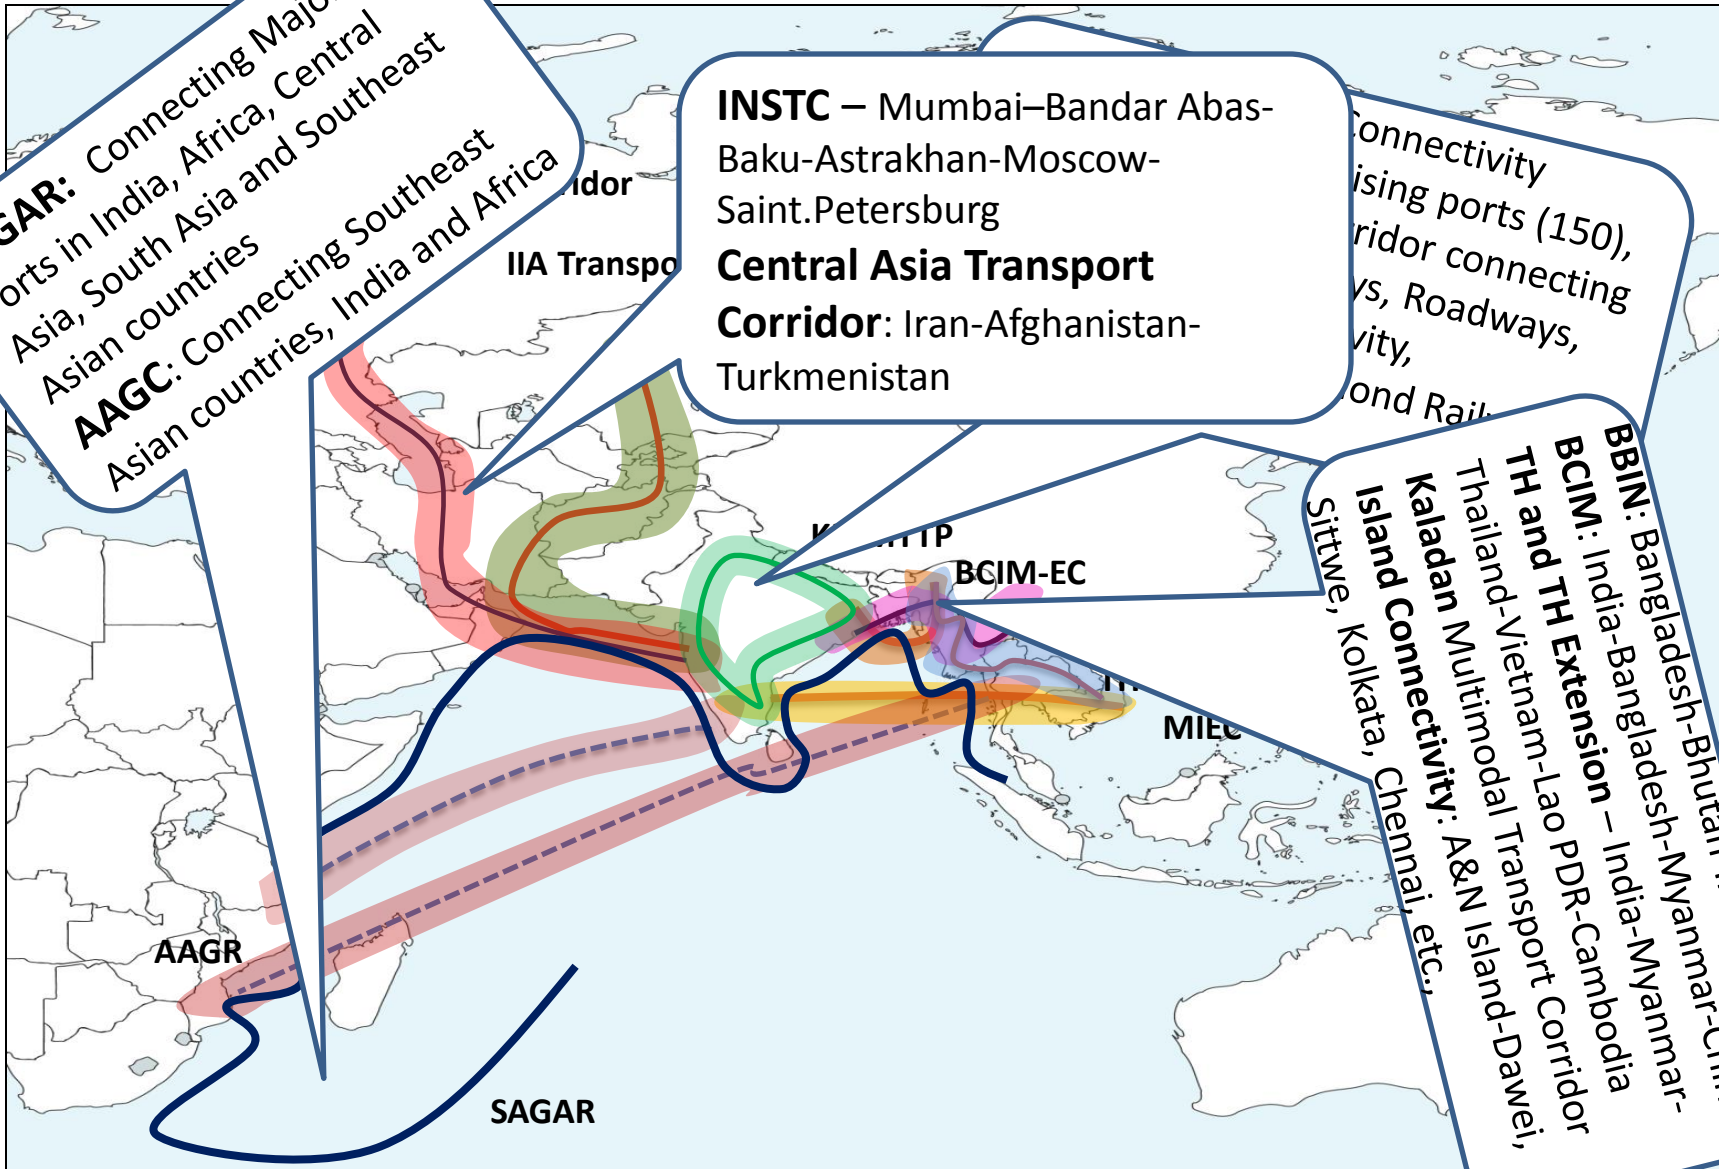 Connecting Major
orts in India, Africa, Central
Asia, South Asia and Southeast
Asian countries
AAGC: Connecting Southeast
Asian countries, India and Africa
INSTC – Mumbai–Bandar Abas-
Baku-Astrakhan-Moscow-
Saint.Petersburg
Central Asia Transport
Corridor: Iran-Afghanistan-
Turkmenistan
onnectivity
ising ports (150),
ridor connecting
ys, Roadways,
vity,
ond Rail
BBIN: Bangladesh-Bhutan-
BCIM: India-Bangladesh-Myanmar-
TH and TH Extension – India-Myanmar-
Thailand-Vietnam-Lao PDR-Cambodia
Kaladan Multimodal Transport Corridor
Island Connectivity: A&N Island-Dawei,
Sittwe, Kolkata, Chennai, etc.,
idor
IIA Transpo
BCIM-EC
MIEC
AAGR
SAGAR